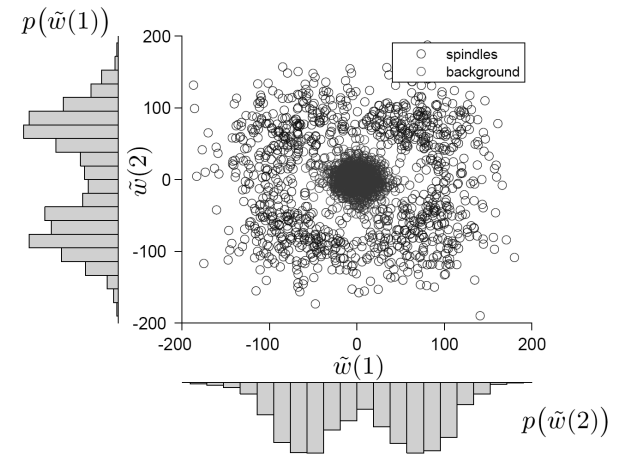 p(w̃(1))
200
100
0
-100
-200
w̃(2)
spindles
background
-200 -100 0 100 200
w̃(1)
p(w̃(2))